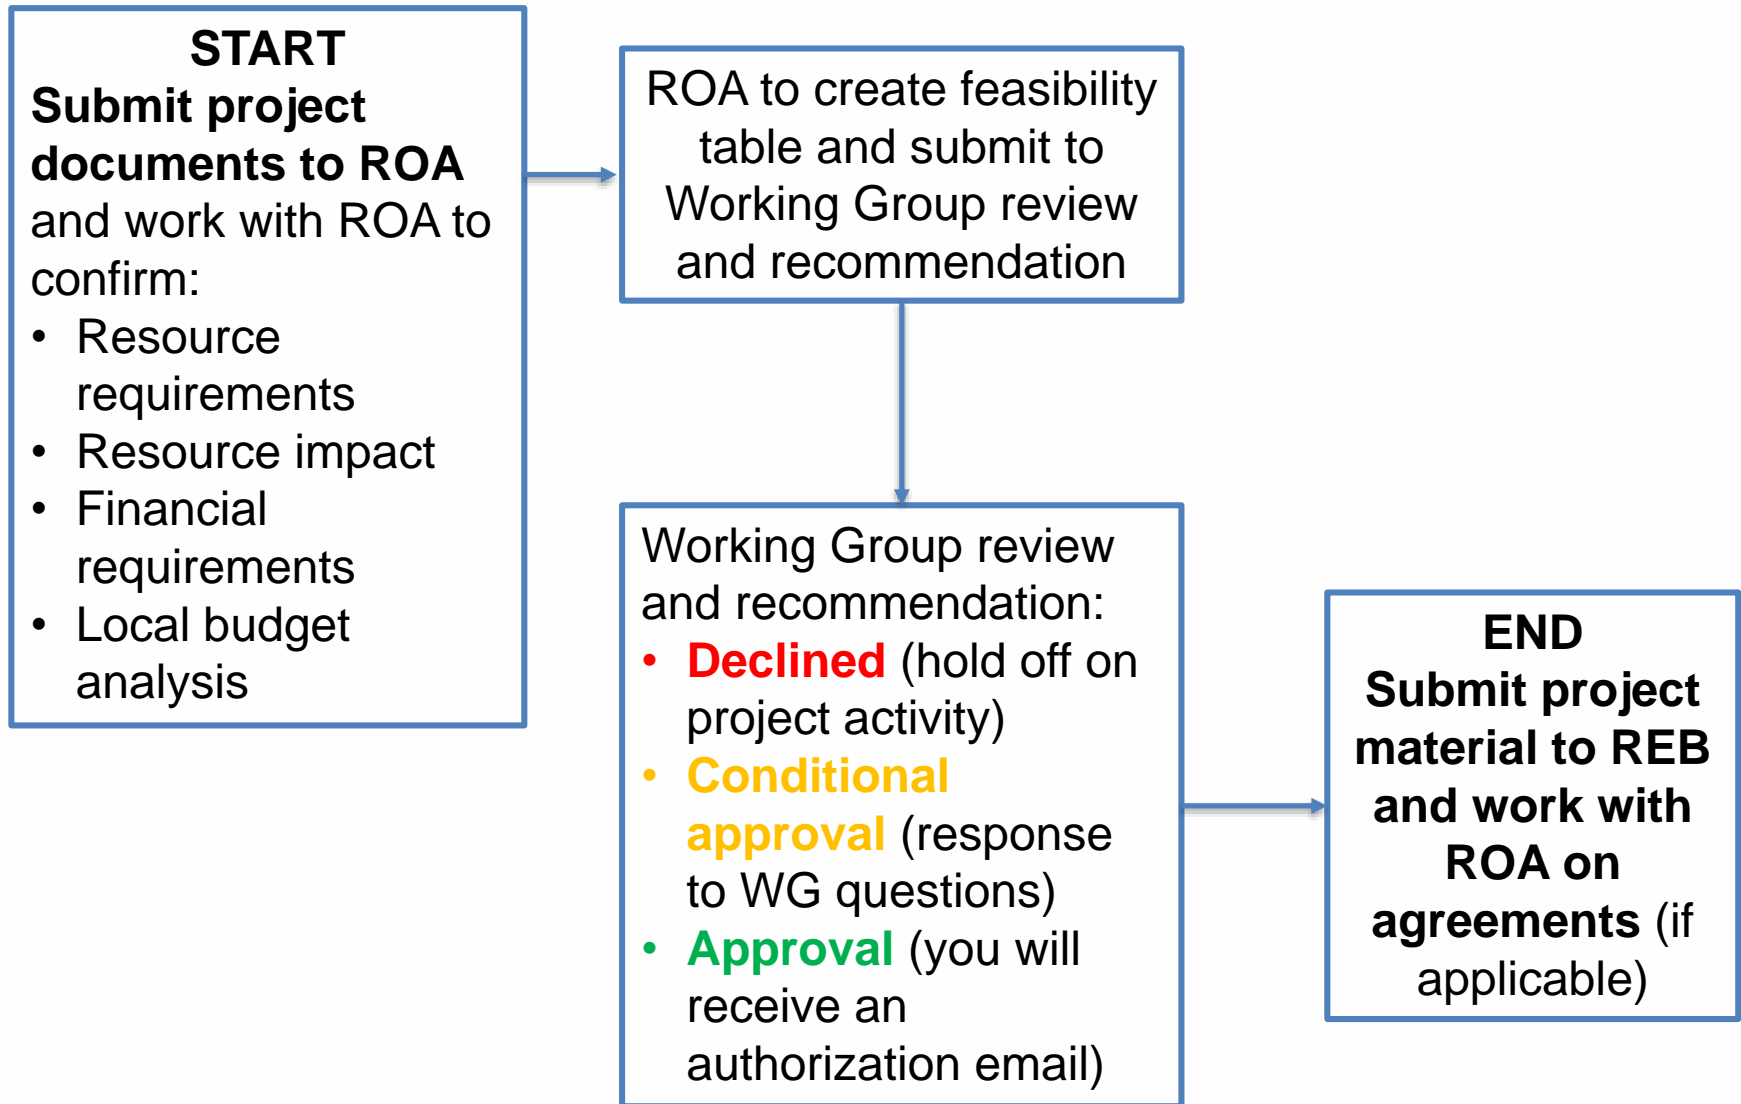 START
Submit project
documents to ROA
and work with ROA to
confirm:
• Resource
requirements
• Resource impact
• Financial
requirements
• Local budget
analysis
ROA to create feasibility
table and submit to
Working Group review
and recommendation
Working Group review
and recommendation:
• Declined (hold off on
project activity)
• Conditional
approval (response
to WG questions)
• Approval (you will
receive an
authorization email)
END
Submit project
material to REB
and work with
ROA on
agreements (if
applicable)